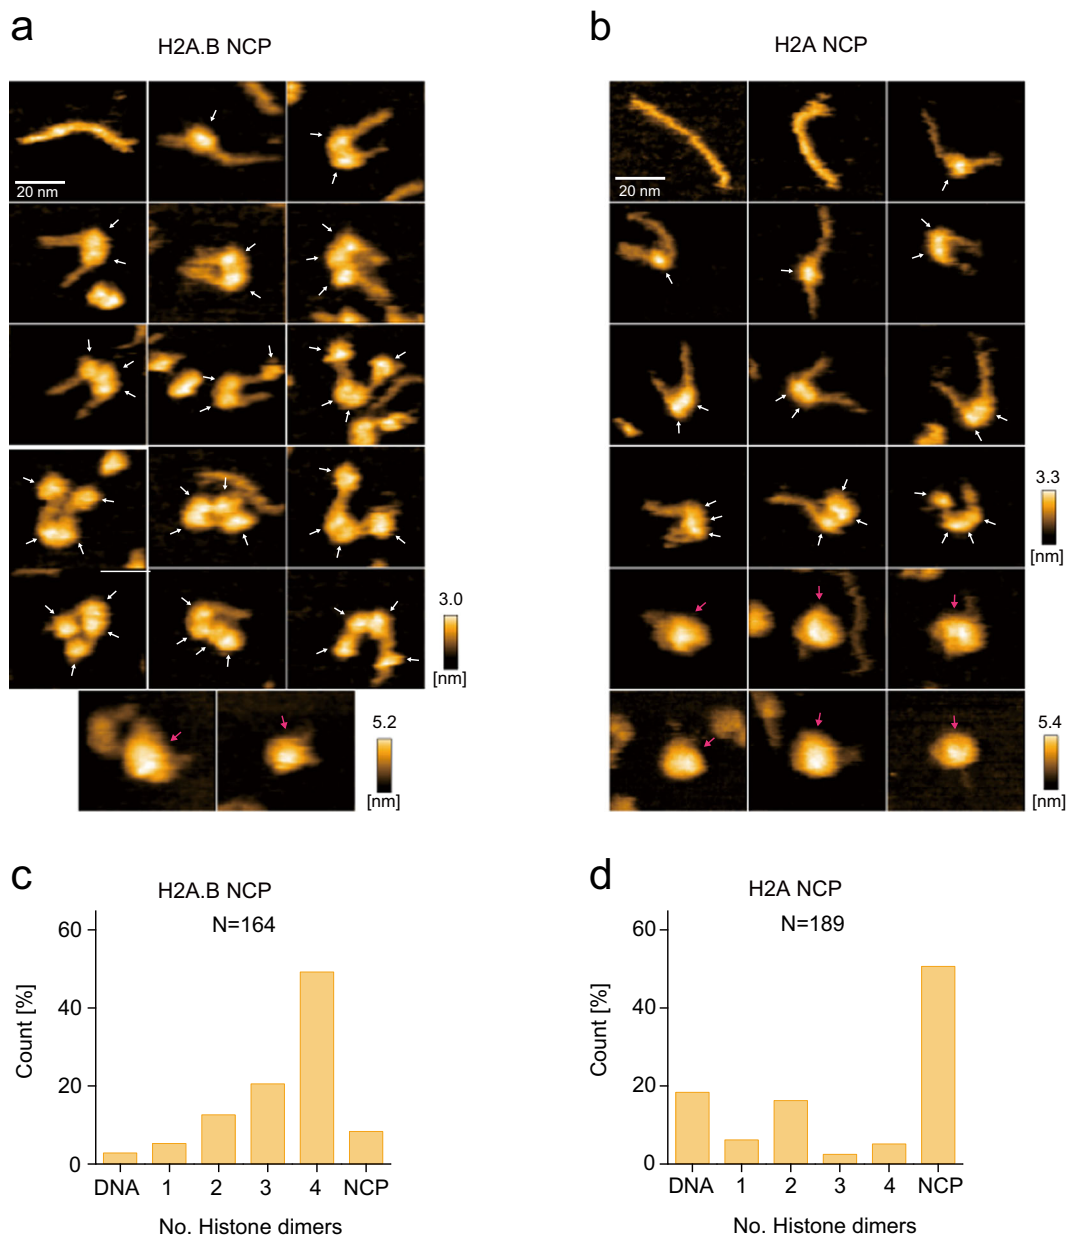 a
H2A.B NCP
20 nm
3.0
[nm]
5.2
[nm]
b
H2A NCP
20 nm
3.3
[nm]
5.4
[nm]
c
H2A.B NCP
N=164
Count [%]
60
40
20
0
DNA 1 2 3 4 NCP
No. Histone dimers
d
H2A NCP
N=189
Count [%]
60
40
20
0
DNA 1 2 3 4 NCP
No. Histone dimers